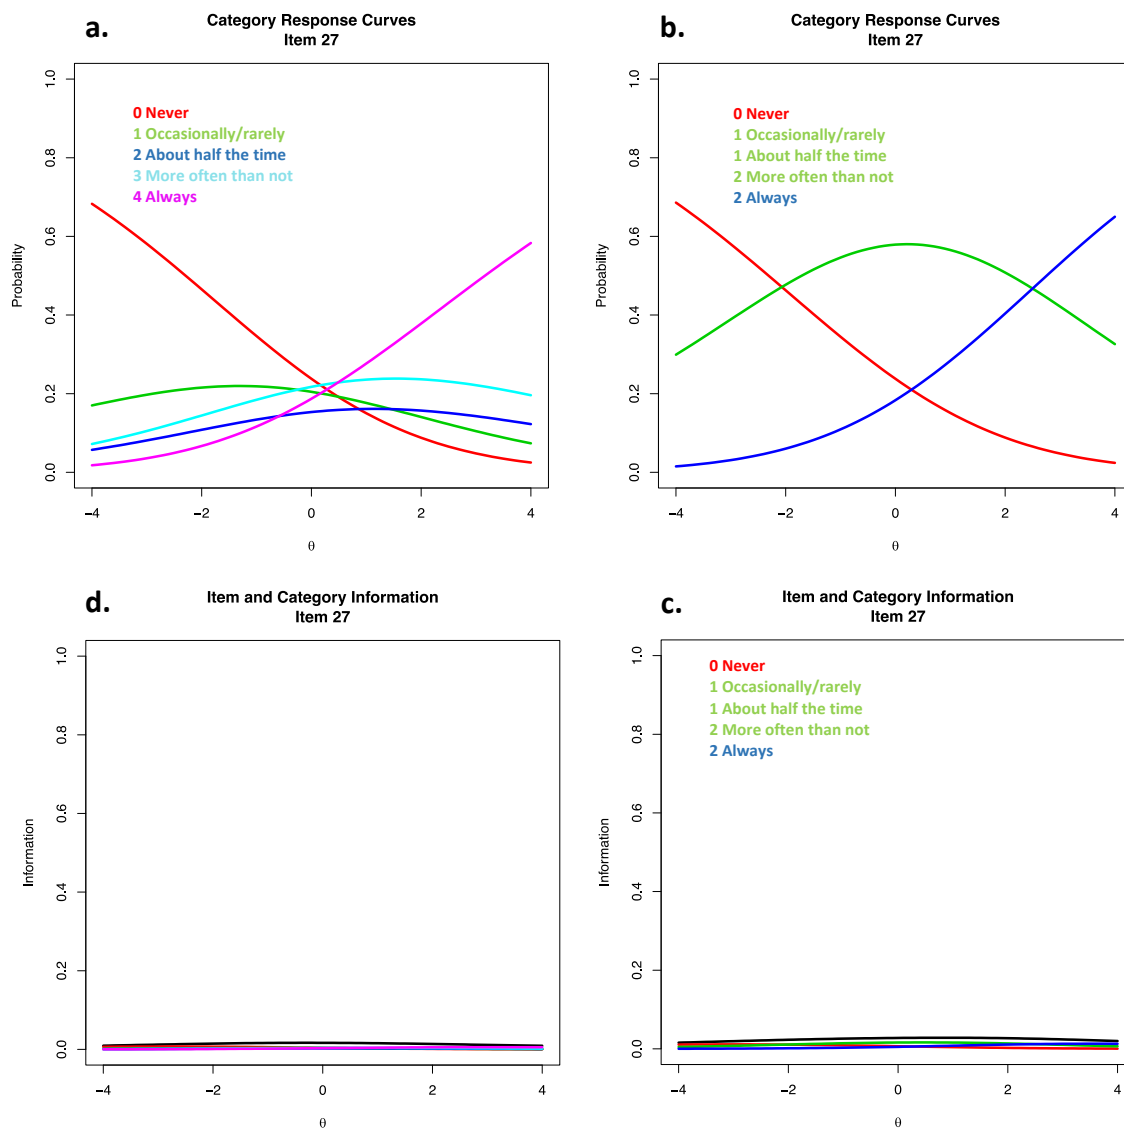 a.
Category Response Curves
Item 27
0 Never
1 Occasionally/rarely
2 About half the time
3 More often than not
4 Always
Probability
0.0 0.2 0.4 0.6 0.8 1.0
−4 −2 0 2 4
θ
b.
Category Response Curves
Item 27
0 Never
1 Occasionally/rarely
1 About half the time
2 More often than not
2 Always
Probability
0.0 0.2 0.4 0.6 0.8 1.0
−4 −2 0 2 4
θ
d.
Item and Category Information
Item 27
Information
0.0 0.2 0.4 0.6 0.8 1.0
−4 −2 0 2 4
θ
c.
Item and Category Information
Item 27
0 Never
1 Occasionally/rarely
1 About half the time
2 More often than not
2 Always
Information
0.0 0.2 0.4 0.6 0.8 1.0
−4 −2 0 2 4
θ